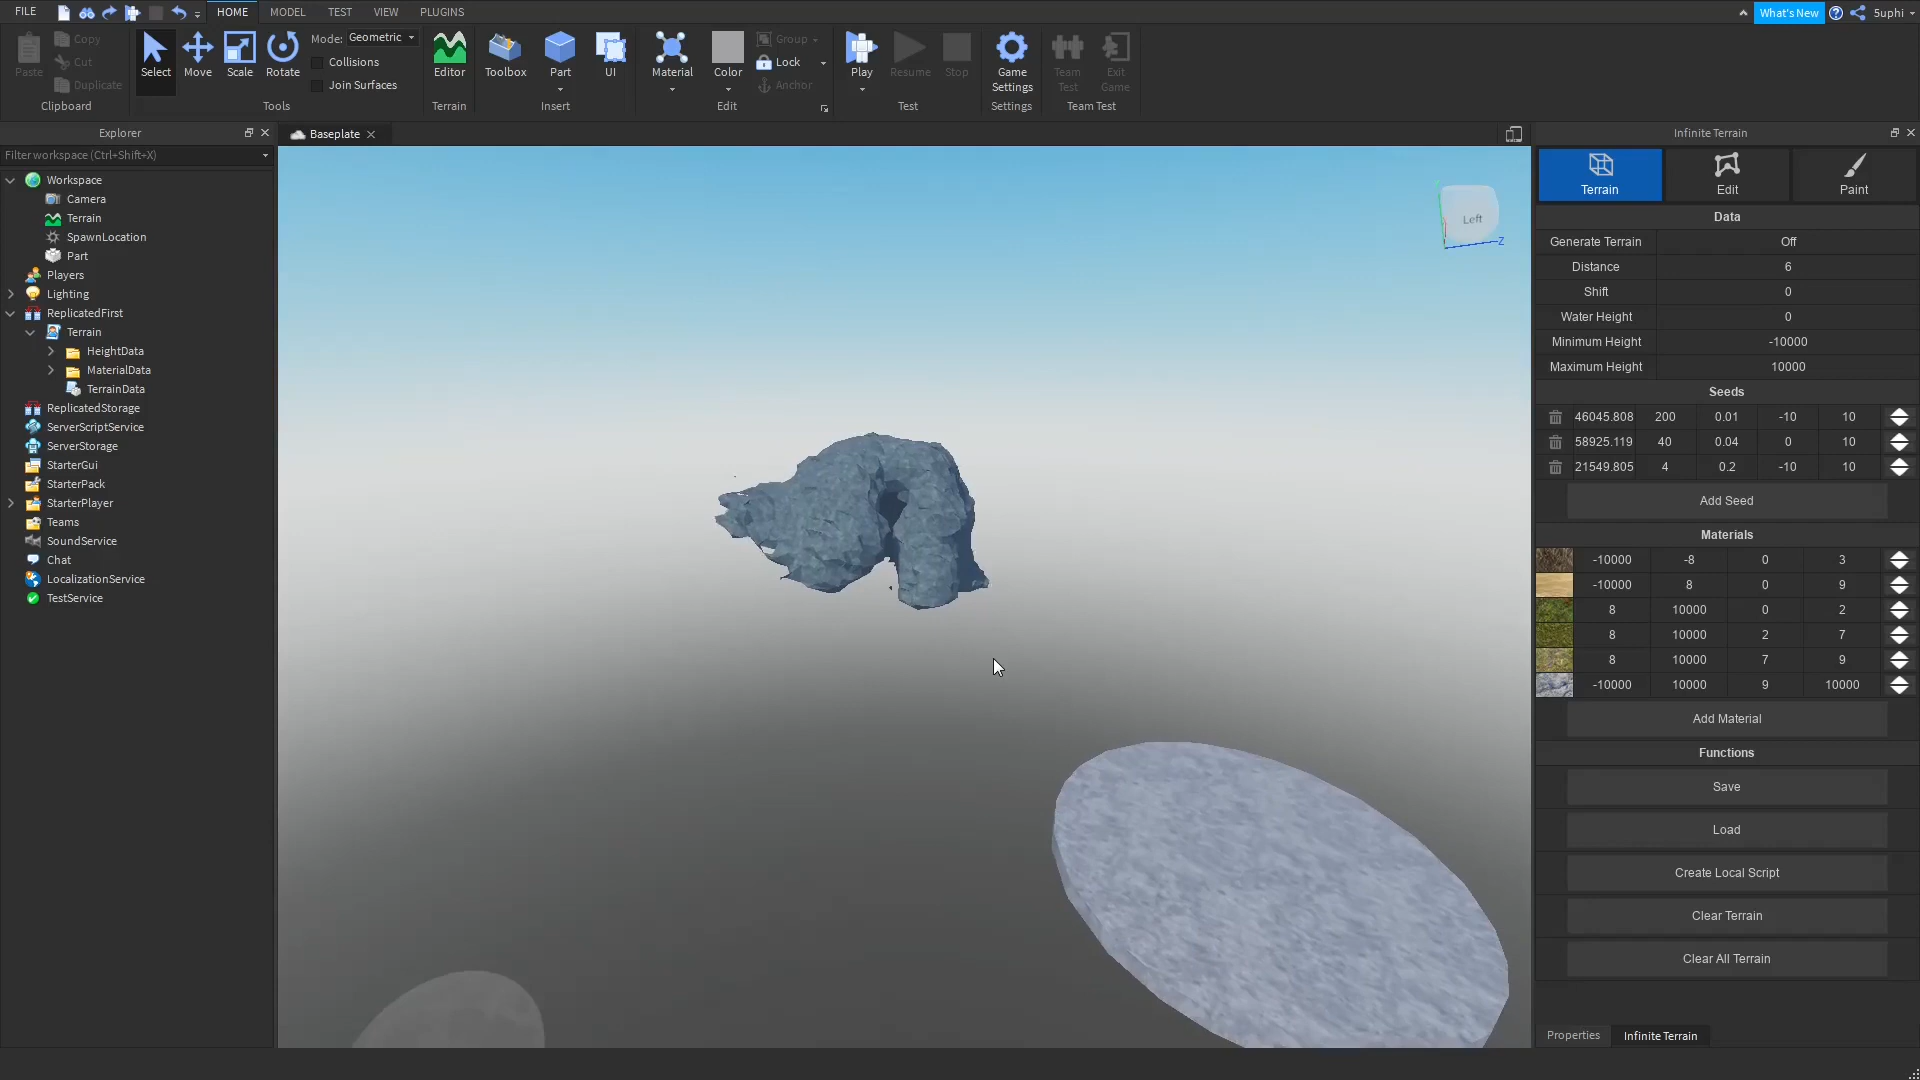 FILE
HOME
MODEL
TEST
VIEW
PLUGINS
What's New
5uphi
Paste
Copy
Cut
Duplicate
Clipboard
Select
Move
Scale
Rotate
Mode: Geometric
Collisions
Join Surfaces
Tools
Editor
Terrain
Toolbox
Part
UI
Insert
Material
Color
Group
Lock
Anchor
Edit
Play
Resume
Stop
Test
Game
Settings
Settings
Team
Test
Exit
Game
Team Test
Explorer
Filter workspace (Ctrl+Shift+X)
Workspace
Camera
Terrain
SpawnLocation
Part
Players
Lighting
ReplicatedFirst
Terrain
HeightData
MaterialData
TerrainData
ReplicatedStorage
ServerScriptService
ServerStorage
StarterGui
StarterPack
StarterPlayer
Teams
SoundService
Chat
LocalizationService
TestService
Baseplate
Left
Z
Infinite Terrain
Terrain
Edit
Paint
Data
Generate Terrain Off
Distance 6
Shift 0
Water Height 0
Minimum Height -10000
Maximum Height 10000
Seeds
46045.808 200 0.01 -10 10
58925.119 40 0.04 0 10
21549.805 4 0.2 -10 10
Add Seed
Materials
-10000 -8 0 3
-10000 8 0 9
8 10000 0 2
8 10000 2 7
8 10000 7 9
-10000 10000 9 10000
Add Material
Functions
Save
Load
Create Local Script
Clear Terrain
Clear All Terrain
Properties
Infinite Terrain